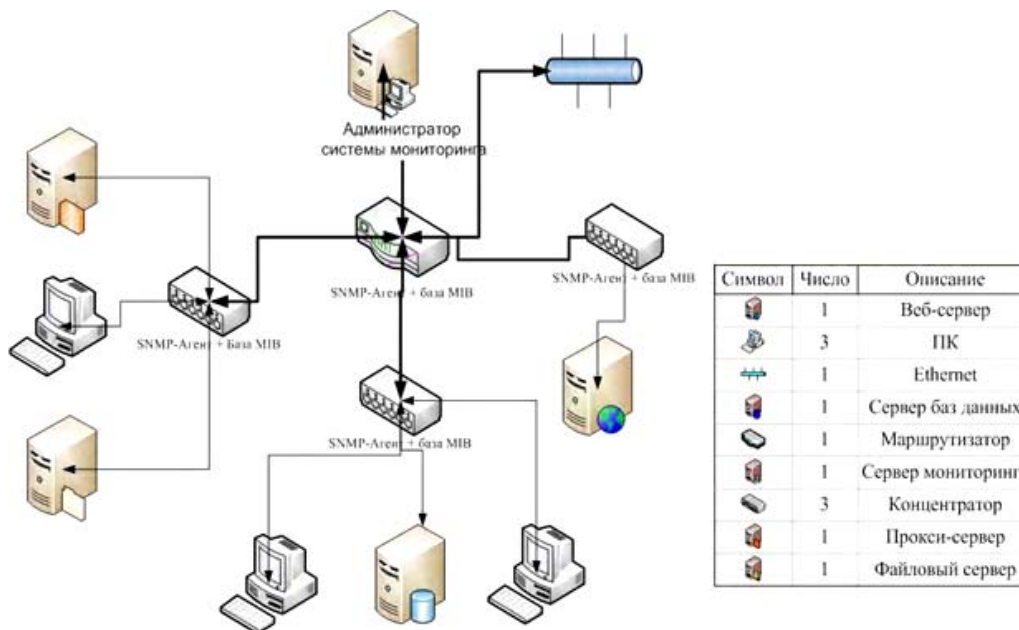 Администратор
системы мониторинга
SNMP-Агент + база MIB
SNMP-Агент + база MIB
SNMP-Агент + База MIB
SNMP-Агент + база MIB
Символ Число Описание
1 Веб-сервер
3 ПК
1 Ethernet
1 Сервер баз данных
1 Маршрутизатор
1 Сервер мониторинг
3 Концентратор
1 Прокси-сервер
1 Файловый сервер